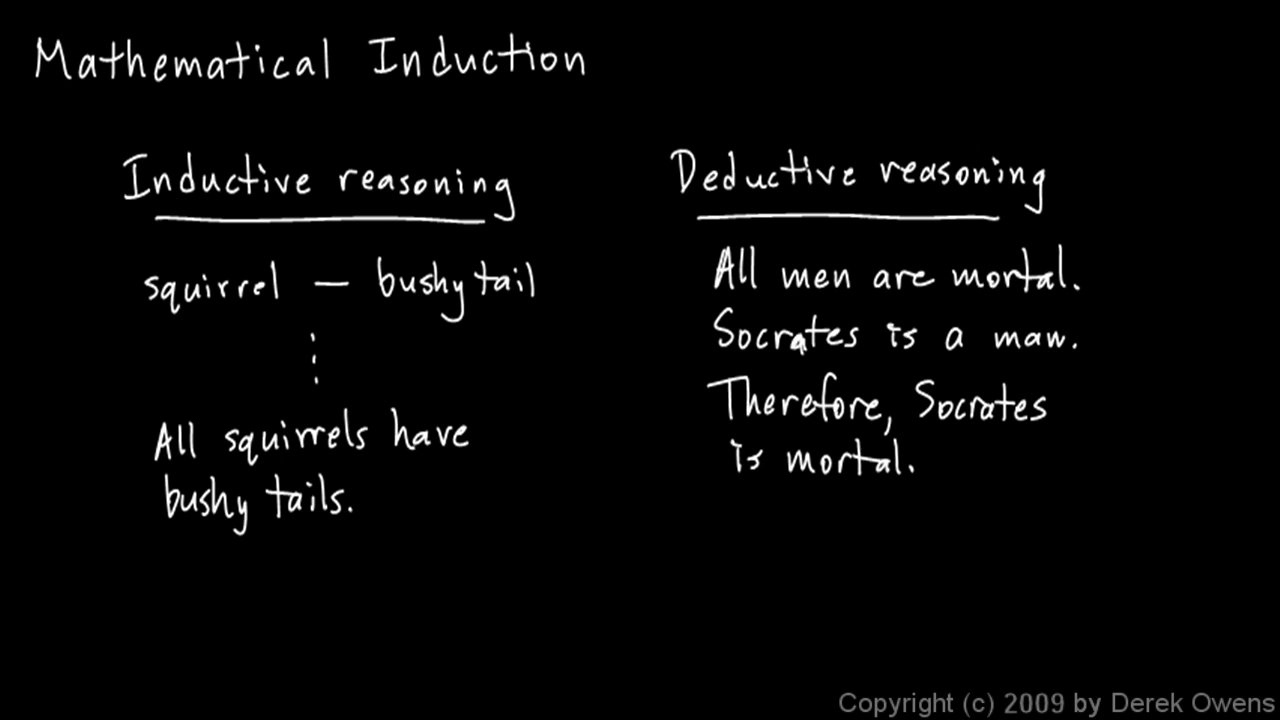 Mathematical Induction
Inductive reasoning
squirrel — bushy tail
⋮
All squirrels have
bushy tails.
Deductive reasoning
All men are mortal.
Socrates is a man.
Therefore, Socrates
is mortal.
Copyright (c) 2009 by Derek Owens